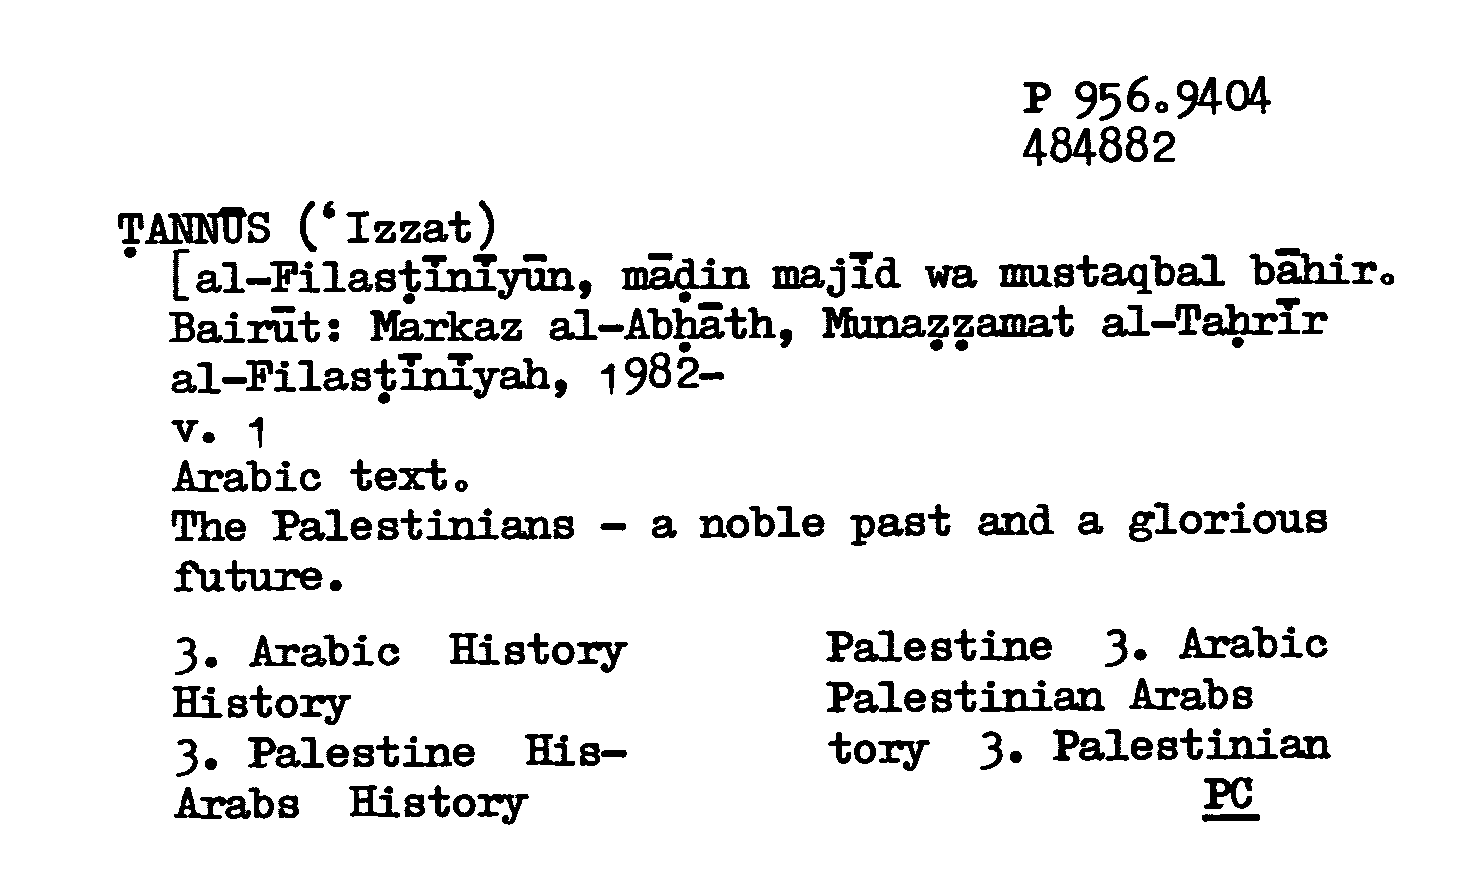 P 956.9404
484882
ṬANNŪS (‘Izzat)
[al-Filasṭīnīyūn, māḍin majīd wa mustaqbal bāhir.
Bairūt: Markaz al-Abḥāth, Munaẓẓamat al-Taḥrīr
al-Filasṭīnīyah, 1982-
v. 1
Arabic text.
The Palestinians - a noble past and a glorious
future.
3. Arabic History Palestine 3. Arabic
History Palestinian Arabs
3. Palestine His- tory 3. Palestinian
Arabs History PC